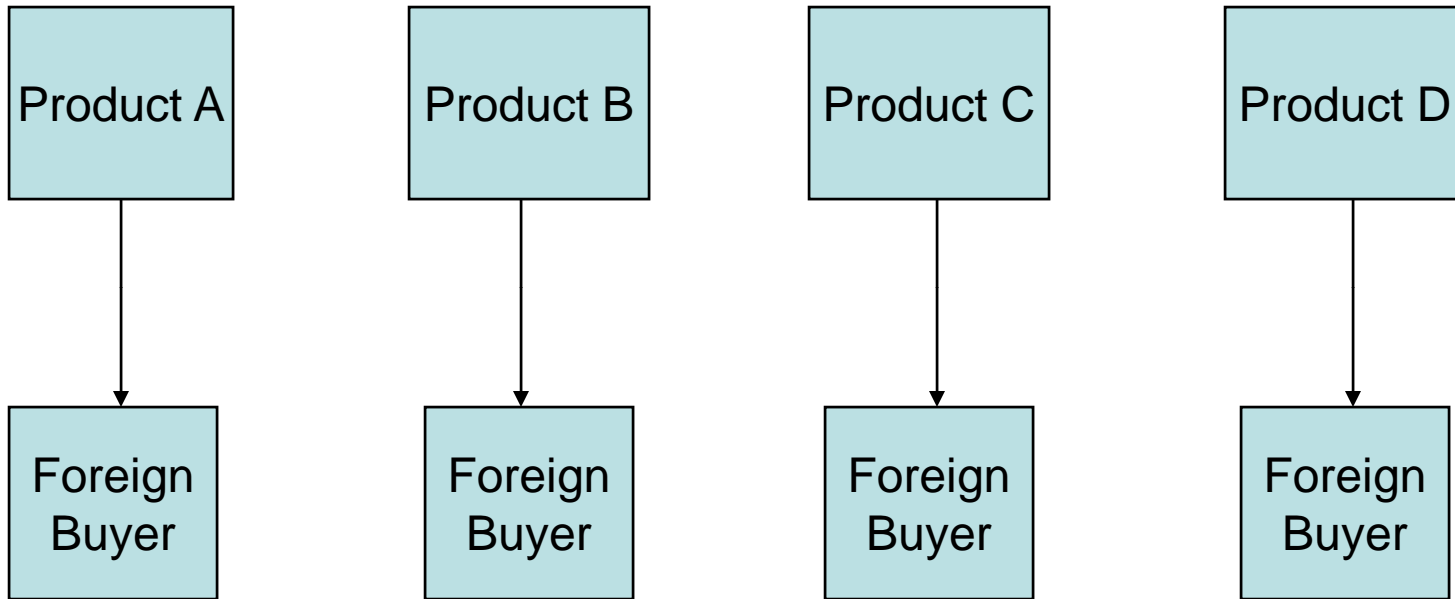 Product A
Product B
Product C
Product D
Foreign
Buyer
Foreign
Buyer
Foreign
Buyer
Foreign
Buyer